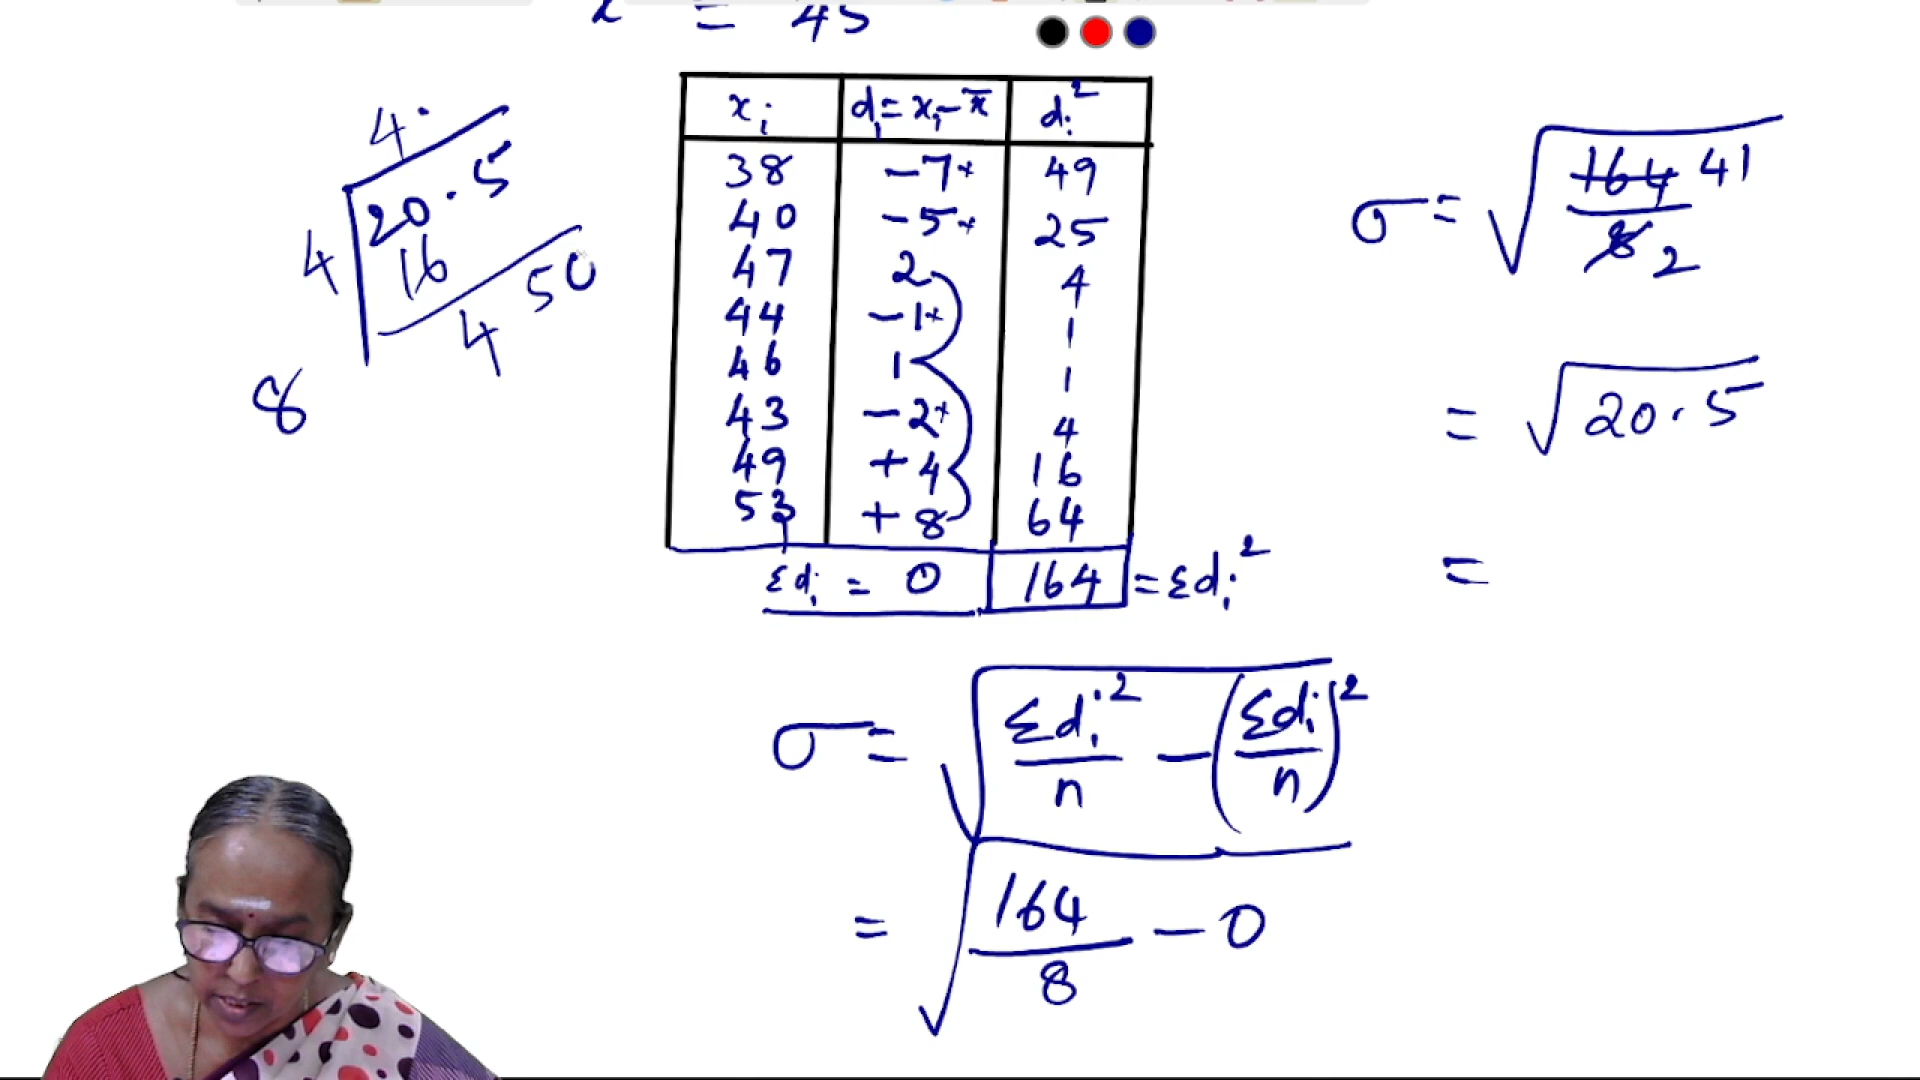 x̄ = 45
xᵢ dᵢ = xᵢ - x̄ dᵢ²
38 -7 49
40 -5 25
47 2 4
44 -1 1
46 1 1
43 -2 4
49 +4 16
53 +8 64
Σdᵢ = 0 164 = Σdᵢ²
4.
4 20.5
16
4 50
8
σ = √(164/8) 41 2
= √20.5
=
σ = √(Σdᵢ²/n - (Σdᵢ/n)²)
= √(164/8 - 0)